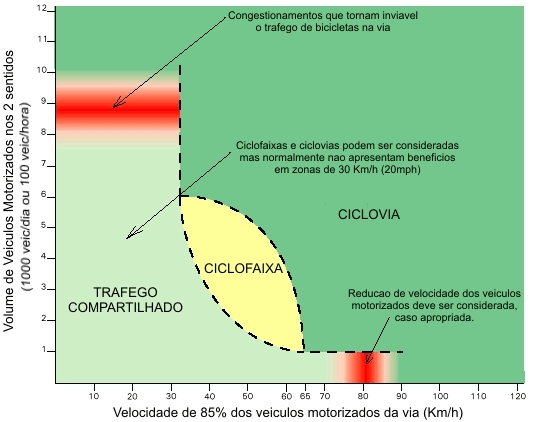 Congestionamentos que tornam inviavel
o trafego de bicicletas na via
Ciclofaixas e ciclovias podem ser consideradas
mas normalmente nao apresentam beneficios
em zonas de 30 Km/h (20mph)
CICLOVIA
CICLOFAIXA
TRAFEGO
COMPARTILHADO
Reducao de velocidade dos veiculos
motorizados deve ser considerada,
caso apropriada.
Volume de Veiculos Motorizados nos 2 sentidos
(1000 veic/dia ou 100 veic/hora)
12
11
10
9
8
7
6
5
4
3
2
1
10 20 30 40 50 60 65 70 80 90 100 110 120
Velocidade de 85% dos veiculos motorizados da via (Km/h)